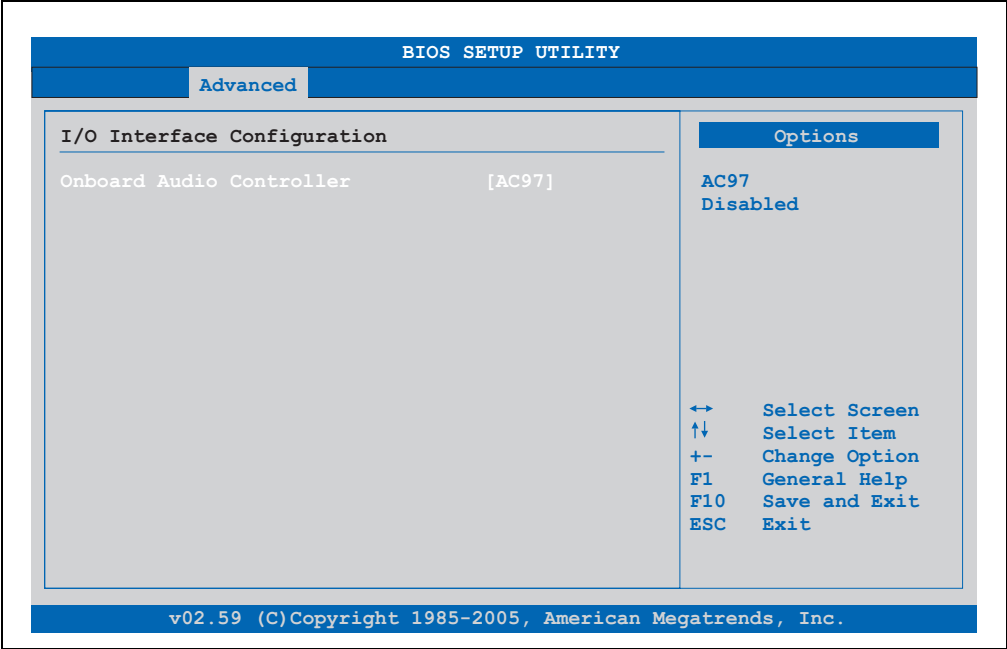 BIOS SETUP UTILITY
Advanced
I/O Interface Configuration
Onboard Audio Controller [AC97]
Options
AC97
Disabled
↔ Select Screen
↑↓ Select Item
+- Change Option
F1 General Help
F10 Save and Exit
ESC Exit
v02.59 (C)Copyright 1985-2005, American Megatrends, Inc.